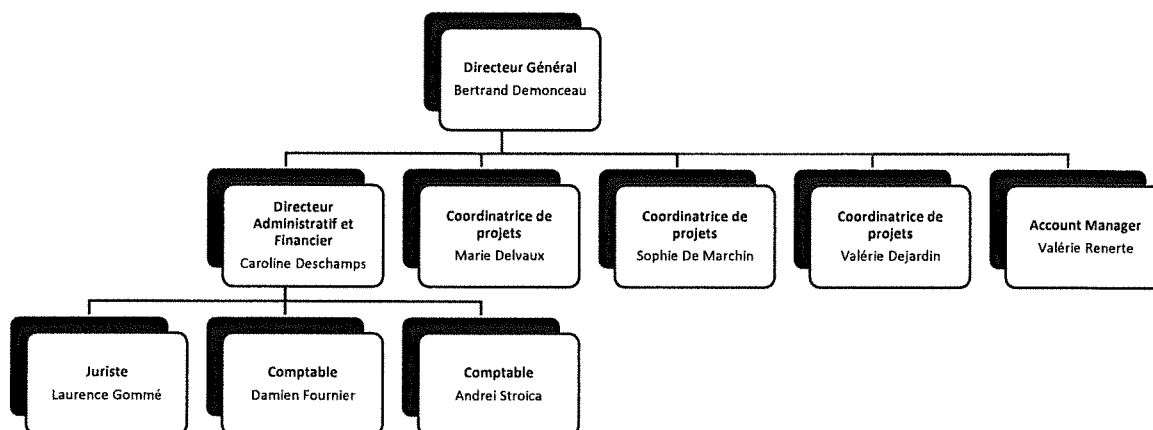 Directeur Général
Bertrand Demonceau
Directeur
Administratif et
Financier
Caroline Deschamps
Coordinatrice de
projets
Marie Delvaux
Coordinatrice de
projets
Sophie De Marchin
Coordinatrice de
projets
Valérie Dejardin
Account Manager
Valérie Renerte
Juriste
Laurence Gommé
Comptable
Damien Fournier
Comptable
Andrei Stroica